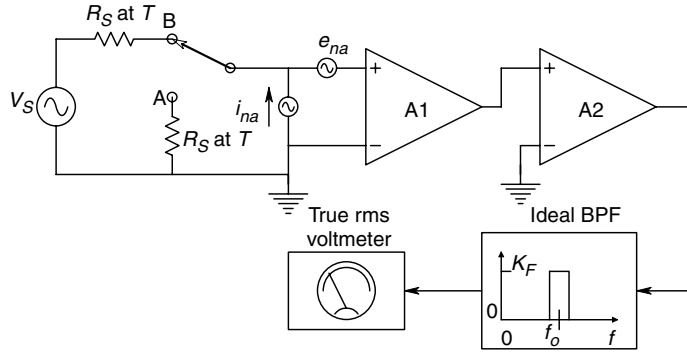 R_S at T B
e_na
V_S
A
i_na
+
A1
−
R_S at T
+
A2
−
True rms
voltmeter
Ideal BPF
K_F
0
0 f_o f